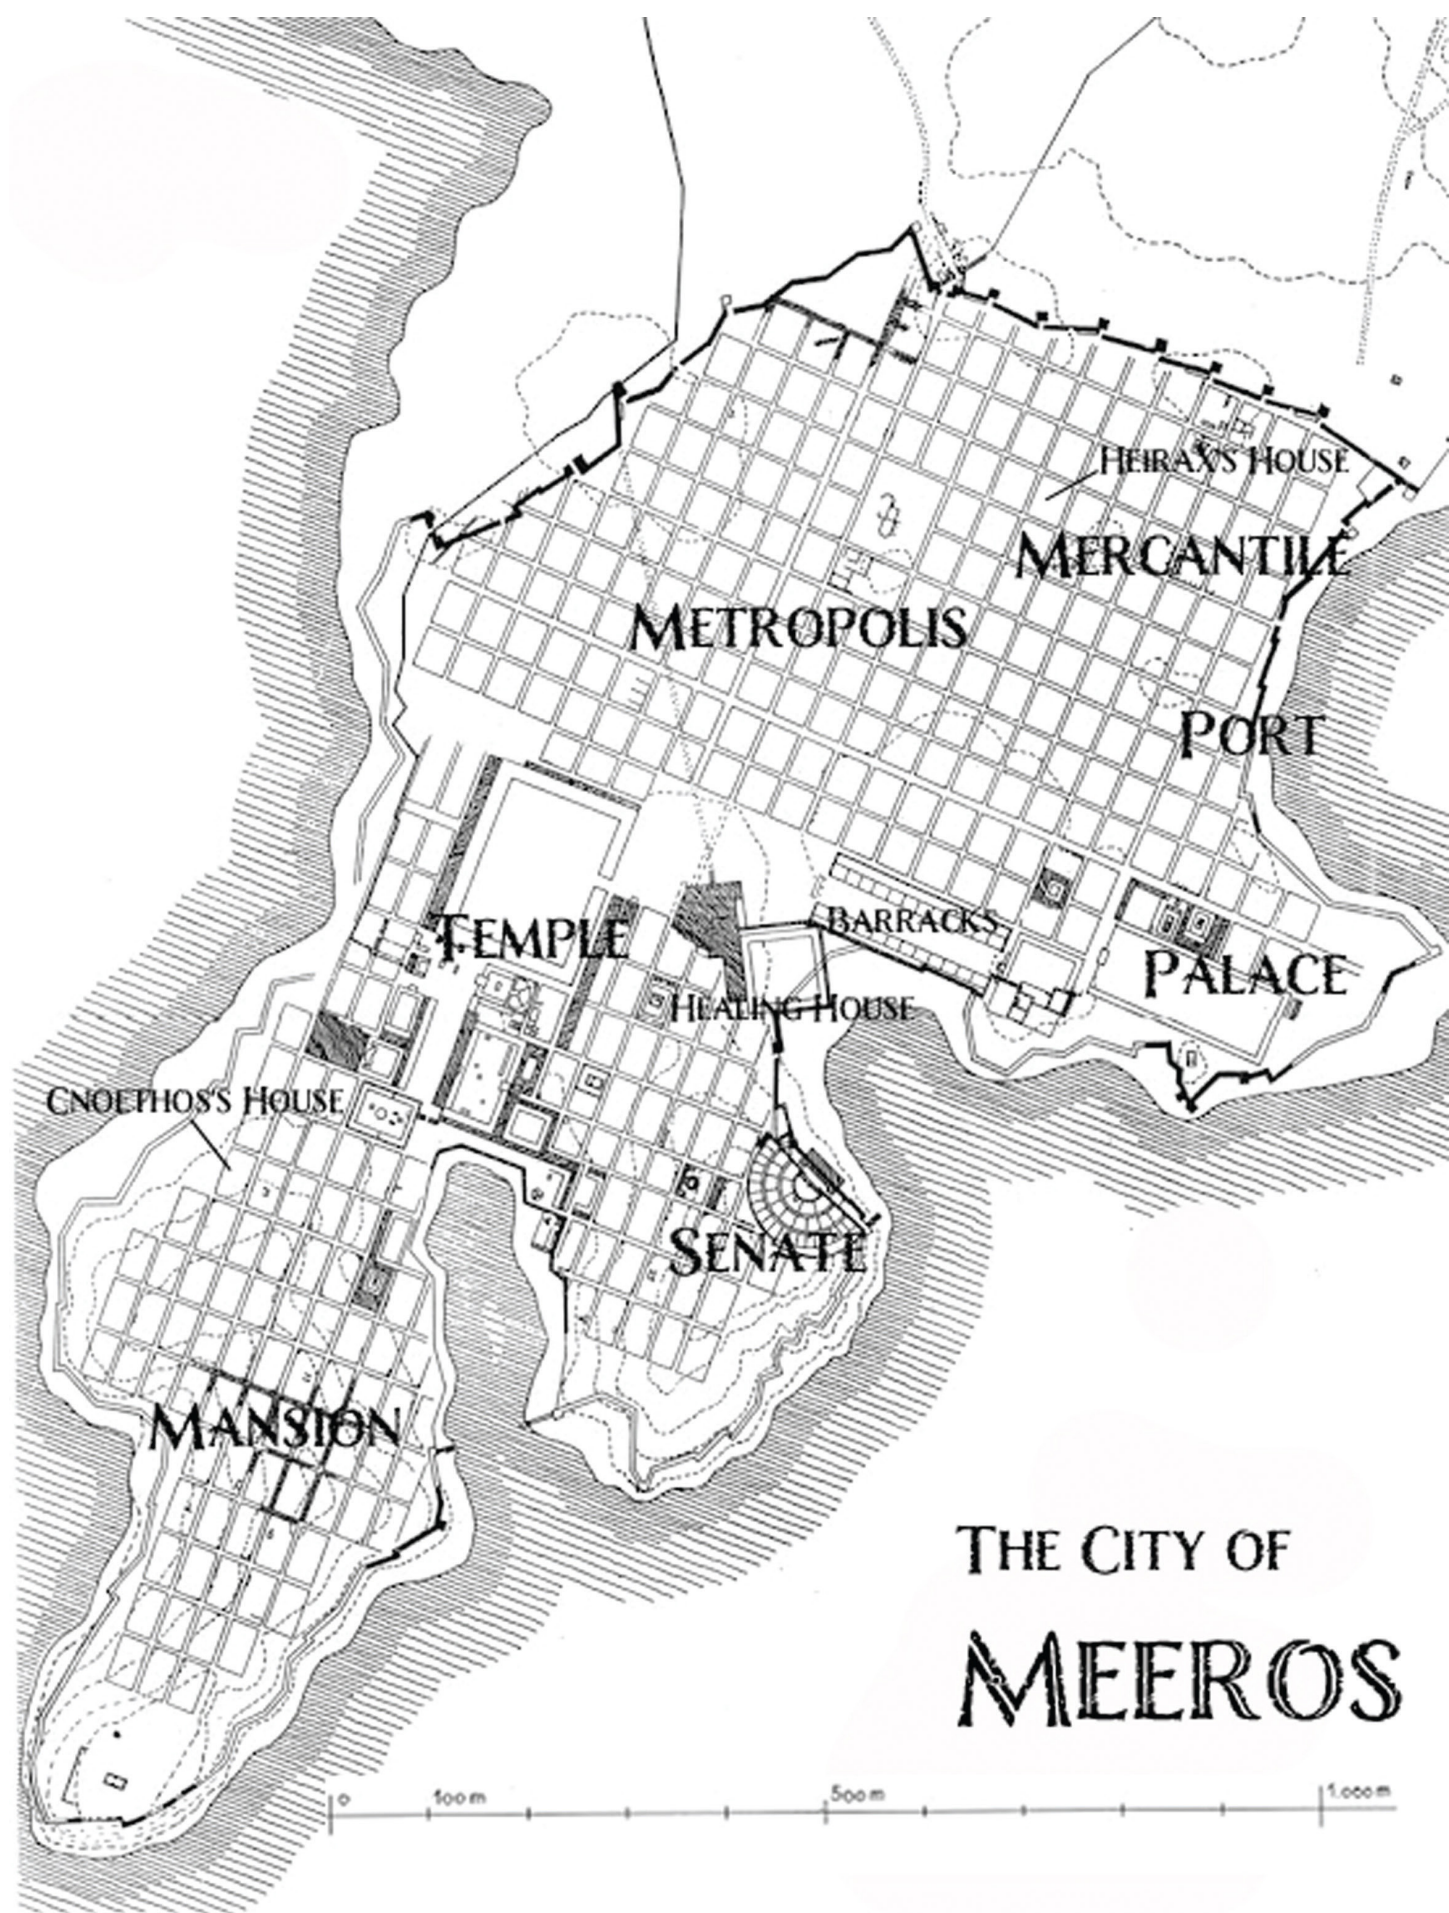 HEIRAX'S HOUSE
MERCANTILE
METROPOLIS
PORT
TEMPLE
BARRACKS
PALACE
HEALING HOUSE
CNOETHOS'S HOUSE
SENATE
MANSION
THE CITY OF
MEEROS
0 100m 500m 1.000m